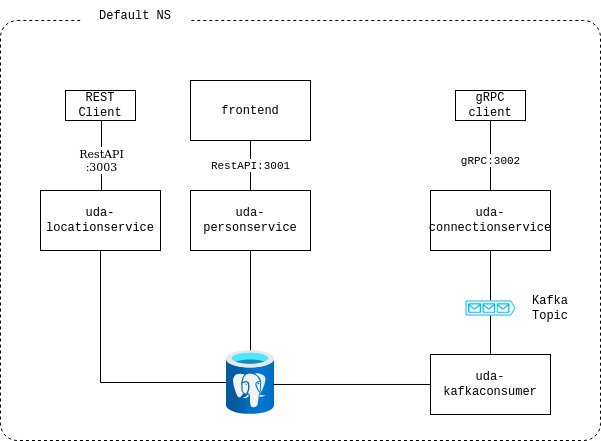 Default NS
REST
Client
frontend
gRPC
client
RestAPI
:3003
RestAPI:3001
gRPC:3002
uda-
locationservice
uda-
personservice
uda-
connectionservice
Kafka
Topic
uda-
kafkaconsumer